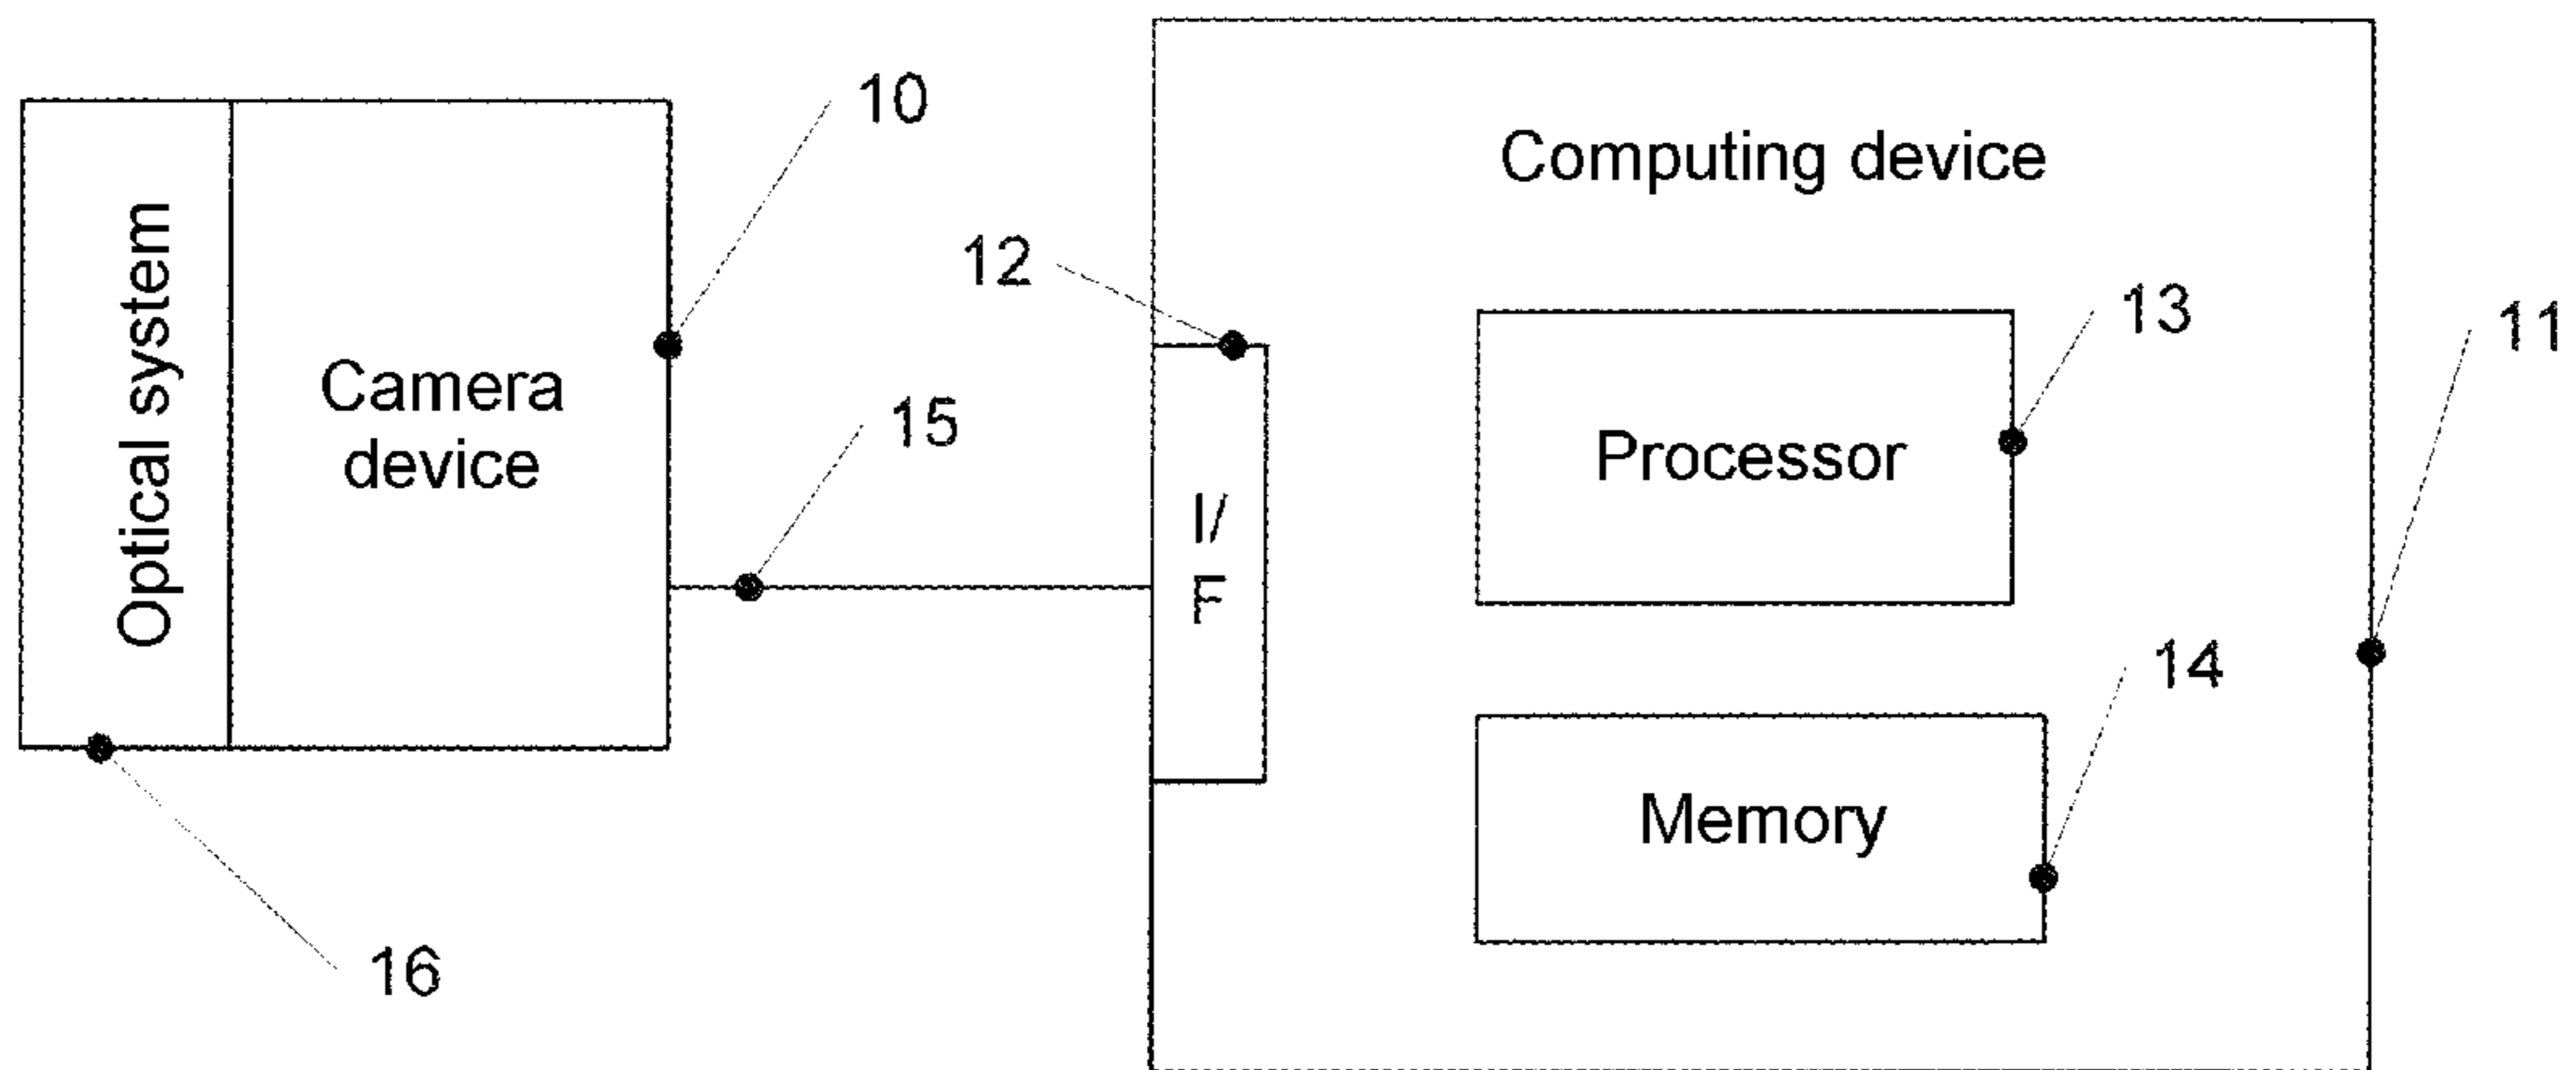 10
Computing device
12
13
11
Optical system
Camera
device
15
Processor
I/
F
14
Memory
16